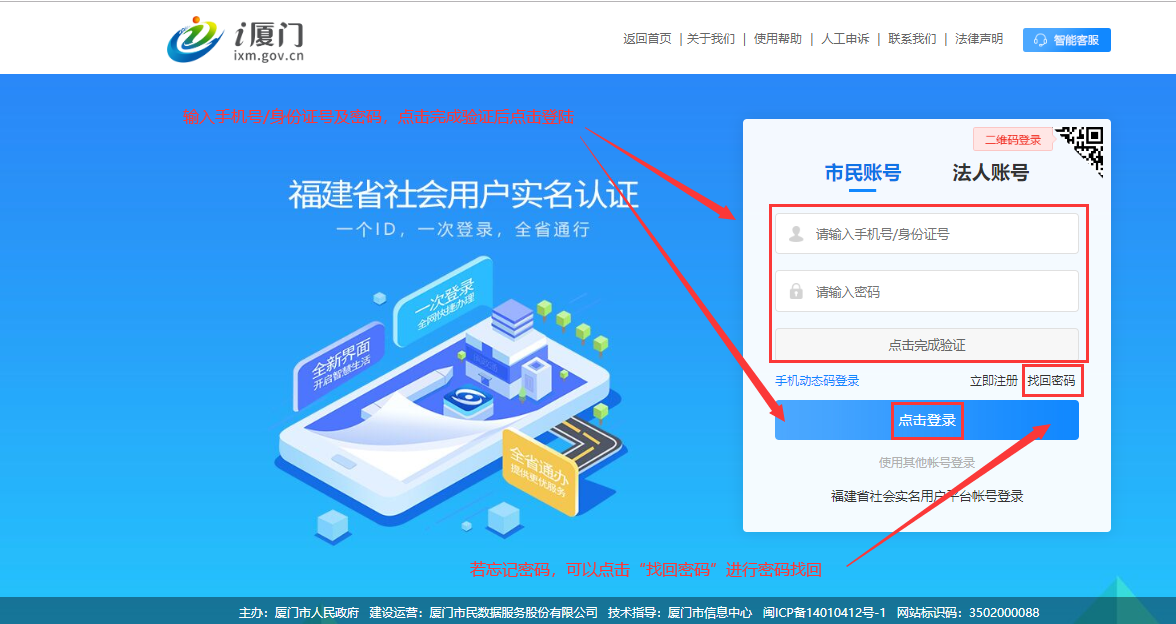 i厦门
ixm.gov.cn
返回首页 | 关于我们 | 使用帮助 | 人工申诉 | 联系我们 | 法律声明
智能客服
输入手机号/身份证号及密码，点击完成验证后点击登陆
二维码登录
市民账号 法人账号
福建省社会用户实名认证
一个ID，一次登录，全省通行
请输入手机号/身份证号
请输入密码
点击完成验证
手机动态码登录 立即注册 找回密码
点击登录
使用其他帐号登录
福建省社会实名用户平台帐号登录
一次登录
全网快捷办理
全新界面
开启智慧生活
全省通办
提供更优服务
若忘记密码，可以点击“找回密码”进行密码找回
主办：厦门市人民政府 建设运营：厦门市民数据服务股份有限公司 技术指导：厦门市信息中心 闽ICP备14010412号-1 网站标识码：3502000088